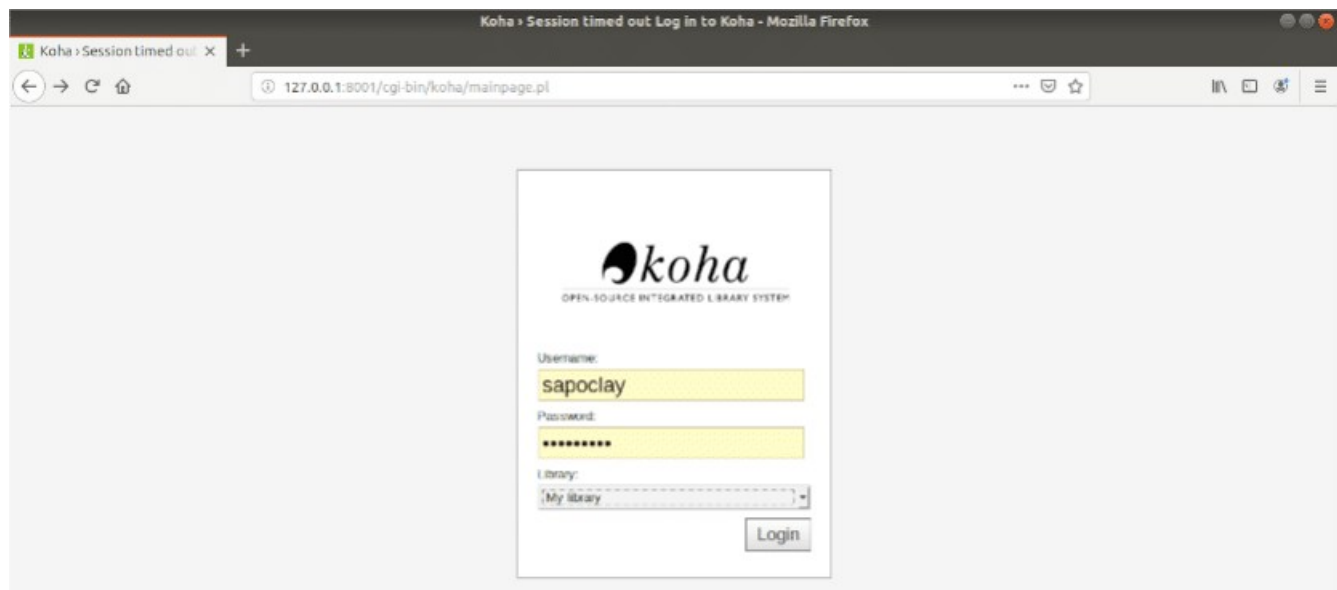 Koha › Session timed out Log in to Koha - Mozilla Firefox
Koha › Session timed out
127.0.0.1:8001/cgi-bin/koha/mainpage.pl
koha
OPEN-SOURCE INTEGRATED LIBRARY SYSTEM
Username:
sapoclay
Password:
•••••••••
Library:
My library
Login